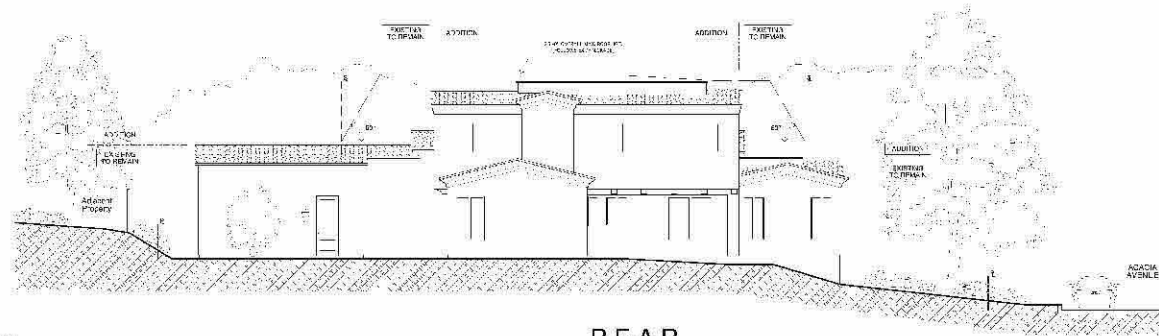 EXISTING
TO REMAIN
ADDITION
ADDITION
EXISTING
TO REMAIN
ADDITION
EXISTING
TO REMAIN
Adjacent
Property
ADDITION
EXISTING
TO REMAIN
ACACIA
AVENUE
REAR